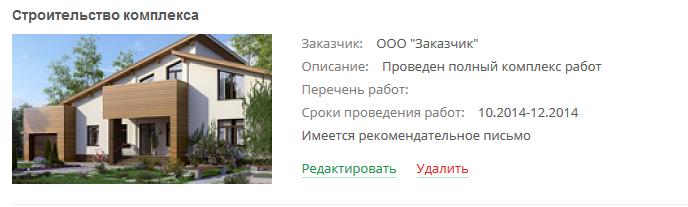 Строительство комплекса
Заказчик: ООО "Заказчик"
Описание: Проведен полный комплекс работ
Перечень работ:
Сроки проведения работ: 10.2014-12.2014
Имеется рекомендательное письмо
Редактировать Удалить